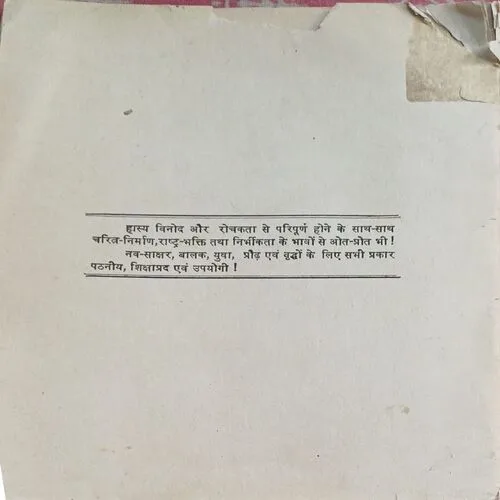 हास्य विनोद और रोचकता से परिपूर्ण होने के साथ-साथ
चरित्र-निर्माण, राष्ट्र-भक्ति तथा निर्भीकता के भावों से ओत-प्रोत भी !
नव-साक्षर, बालक, युवा, प्रौढ़ एवं वृद्धों के लिए सभी प्रकार
पठनीय, शिक्षाप्रद एवं उपयोगी !